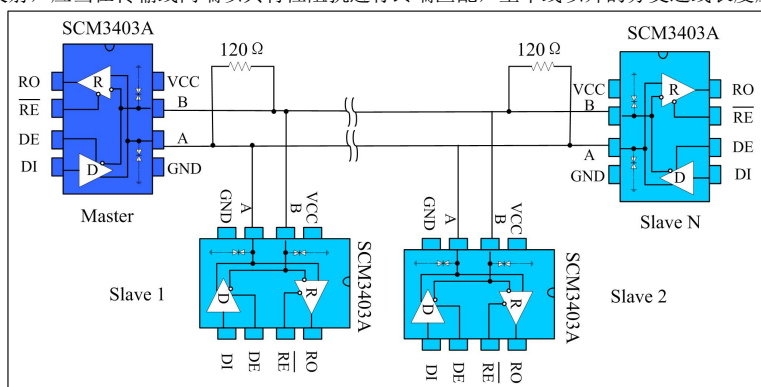 SCM3403A
RO
RE
DE
DI
R
D
VCC
B
A
GND
Master
120 Ω
120 Ω
SCM3403A
VCC
B
A
GND
R
D
RO
RE
DE
DI
Slave N
GND
A
B
VCC
SCM3403A
D
R
DI
DE
RE
RO
Slave 1
GND
A
B
VCC
SCM3403A
D
R
DI
DE
RE
RO
Slave 2